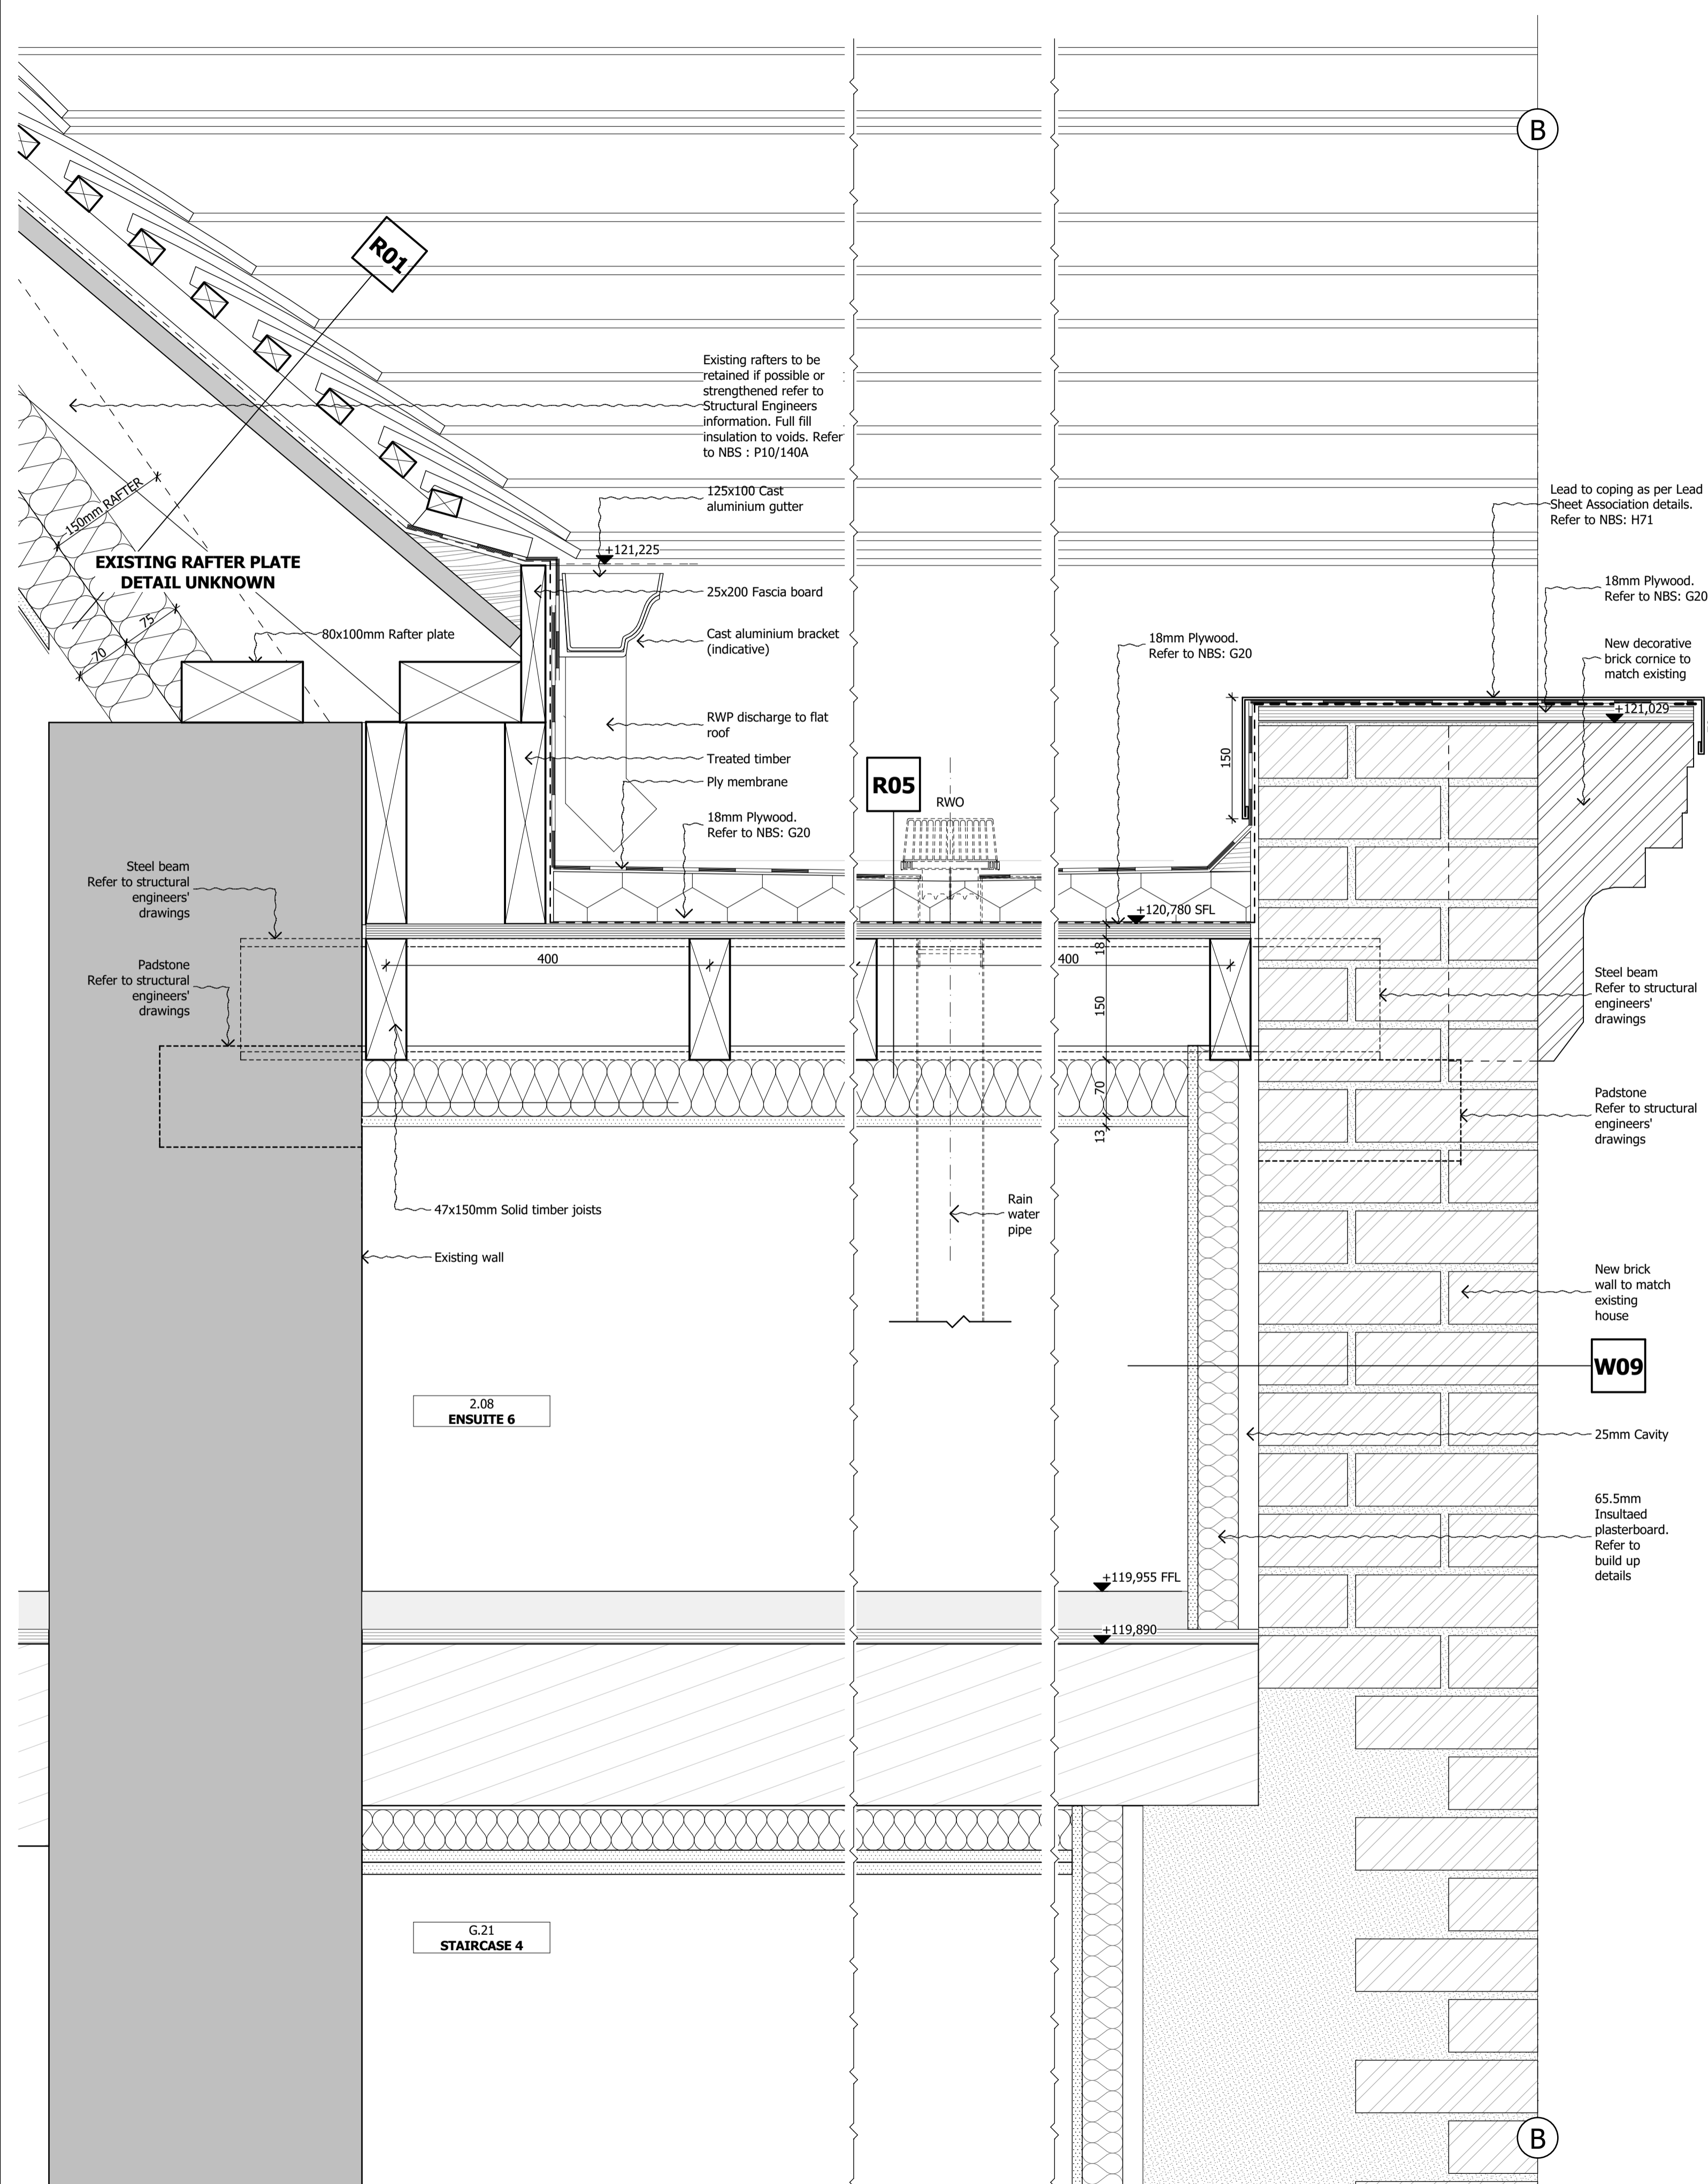 B
R01
Existing rafters to be
retained if possible or
strengthened refer to
Structural Engineers
information. Full fill
insulation to voids. Refer
to NBS : P10/140A
150mm RAFTER
125x100 Cast
aluminium gutter
Lead to coping as per Lead
Sheet Association details.
Refer to NBS: H71
+121,225
EXISTING RAFTER PLATE
DETAIL UNKNOWN
25x200 Fascia board
18mm Plywood.
Refer to NBS: G20
75
70
80x100mm Rafter plate
Cast aluminium bracket
(indicative)
18mm Plywood.
Refer to NBS: G20
New decorative
brick cornice to
match existing
+121,029
150
RWP discharge to flat
roof
Treated timber
Ply membrane
R05
RWO
18mm Plywood.
Refer to NBS: G20
Steel beam
Refer to structural
engineers'
drawings
+120,780 SFL
18
400
400
Padstone
Refer to structural
engineers'
drawings
150
Steel beam
Refer to structural
engineers'
drawings
70
13
Padstone
Refer to structural
engineers'
drawings
47x150mm Solid timber joists
Rain
water
pipe
Existing wall
New brick
wall to match
existing
house
W09
2.08
ENSUITE 6
25mm Cavity
65.5mm
Insultaed
plasterboard.
Refer to
build up
details
+119,955 FFL
+119,890
G.21
STAIRCASE 4
B